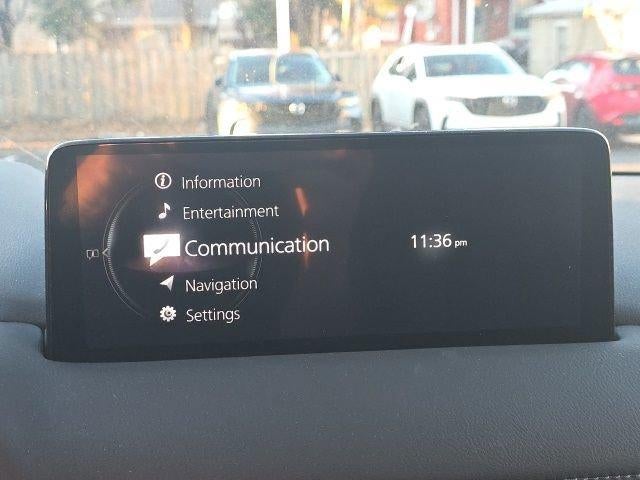 Information
Entertainment
Communication
11:36 pm
Navigation
Settings